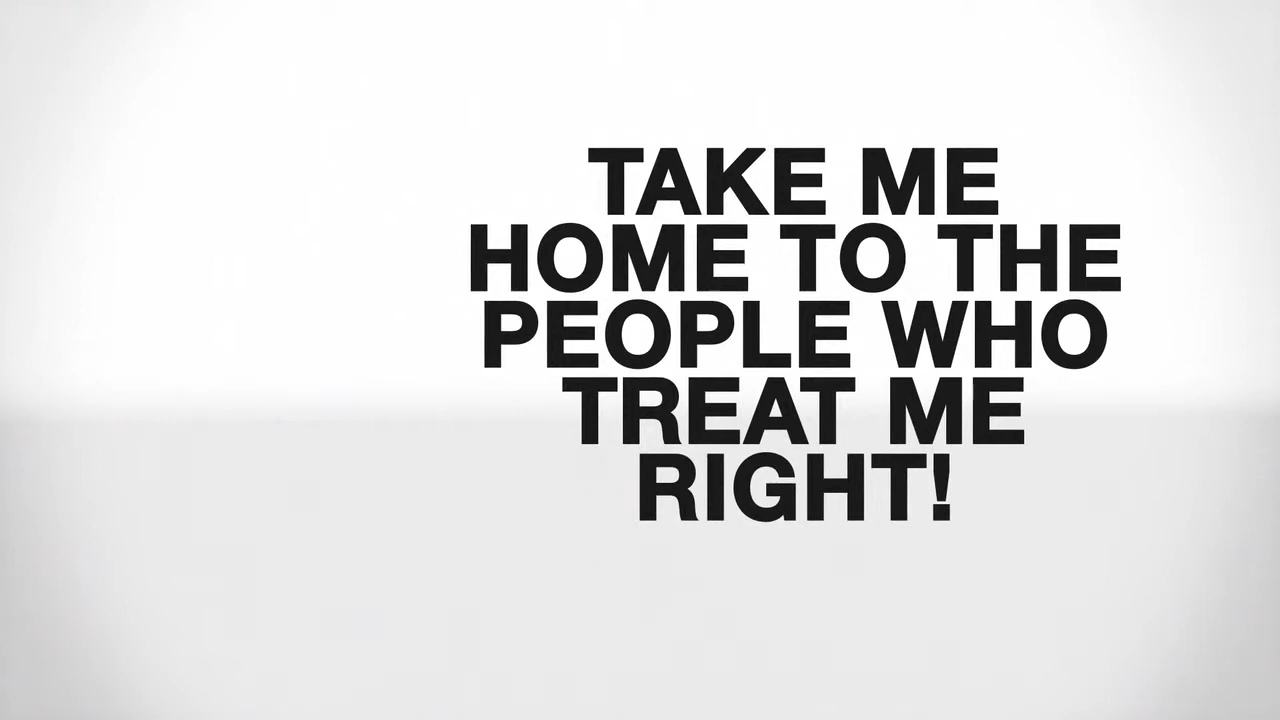 TAKE ME
HOME TO THE
PEOPLE WHO
TREAT ME
RIGHT!